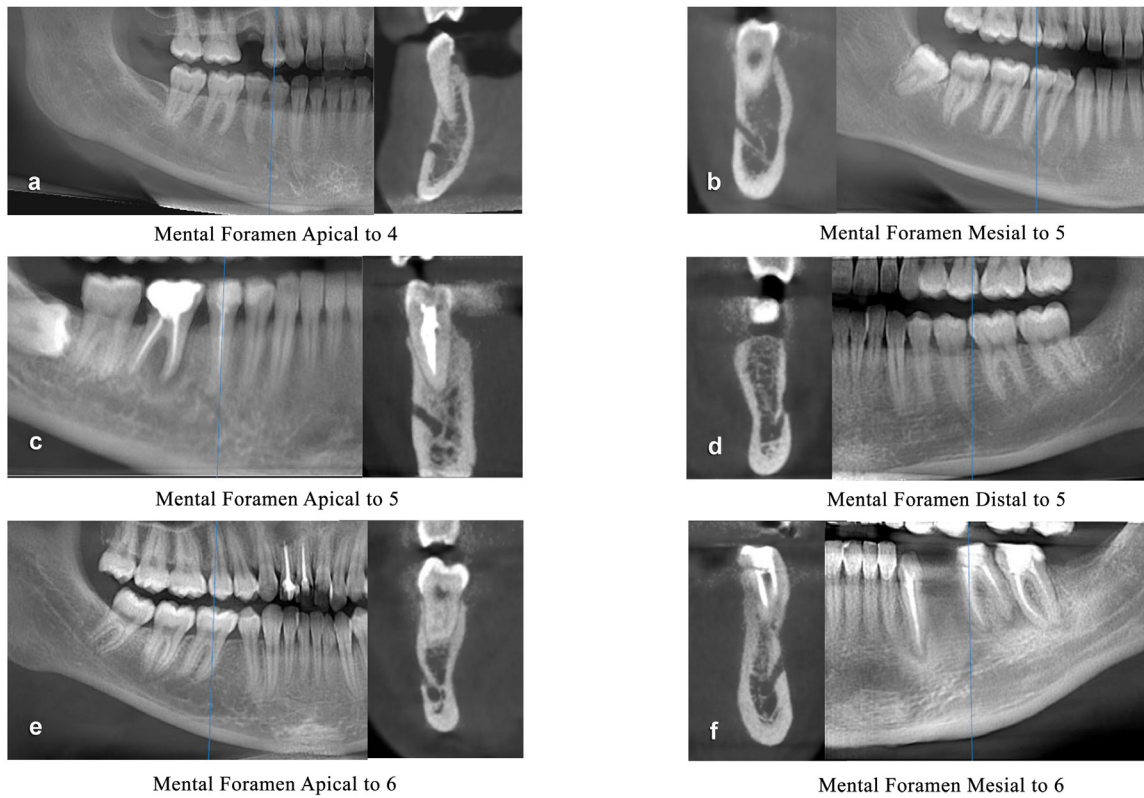 a
Mental Foramen Apical to 4
b
Mental Foramen Mesial to 5
c
Mental Foramen Apical to 5
d
Mental Foramen Distal to 5
e
Mental Foramen Apical to 6
f
Mental Foramen Mesial to 6